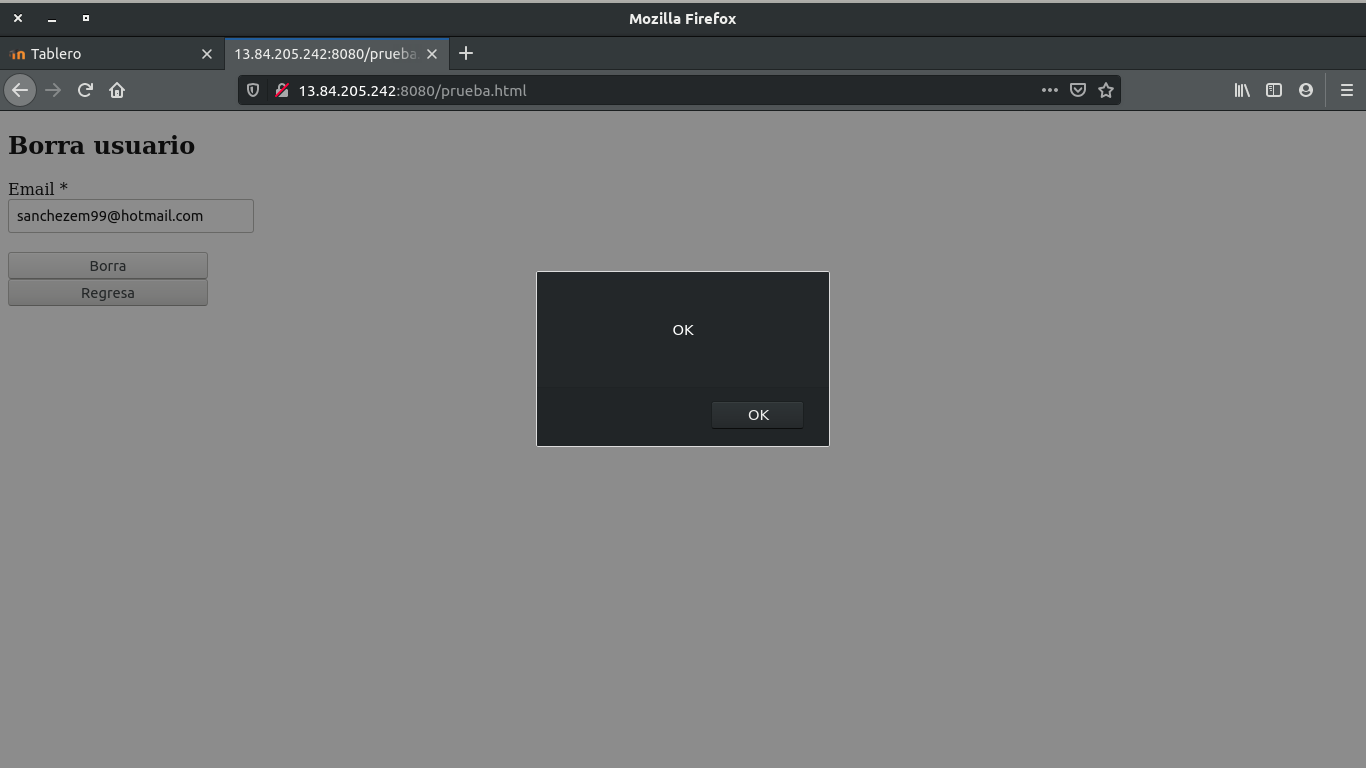 Mozilla Firefox
Tablero
13.84.205.242:8080/prueba
13.84.205.242:8080/prueba.html
Borra usuario
Email *
sanchezem99@hotmail.com
Borra
Regresa
OK
OK